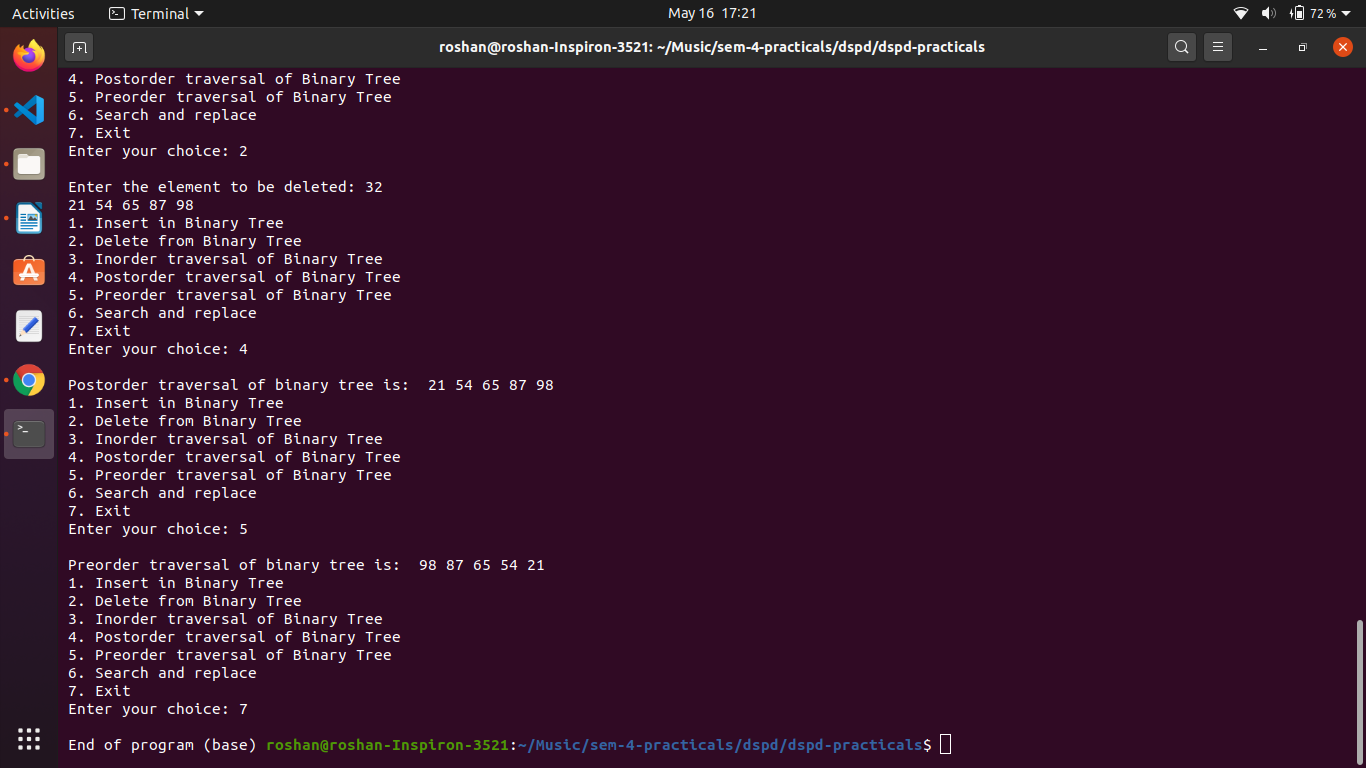 Activities Terminal May 16 17:21 72 %
roshan@roshan-Inspiron-3521: ~/Music/sem-4-practicals/dspd/dspd-practicals
4. Postorder traversal of Binary Tree
5. Preorder traversal of Binary Tree
6. Search and replace
7. Exit
Enter your choice: 2
Enter the element to be deleted: 32
21 54 65 87 98
1. Insert in Binary Tree
2. Delete from Binary Tree
3. Inorder traversal of Binary Tree
4. Postorder traversal of Binary Tree
5. Preorder traversal of Binary Tree
6. Search and replace
7. Exit
Enter your choice: 4
Postorder traversal of binary tree is:  21 54 65 87 98
1. Insert in Binary Tree
2. Delete from Binary Tree
3. Inorder traversal of Binary Tree
4. Postorder traversal of Binary Tree
5. Preorder traversal of Binary Tree
6. Search and replace
7. Exit
Enter your choice: 5
Preorder traversal of binary tree is:  98 87 65 54 21
1. Insert in Binary Tree
2. Delete from Binary Tree
3. Inorder traversal of Binary Tree
4. Postorder traversal of Binary Tree
5. Preorder traversal of Binary Tree
6. Search and replace
7. Exit
Enter your choice: 7
End of program (base) roshan@roshan-Inspiron-3521:~/Music/sem-4-practicals/dspd/dspd-practicals$